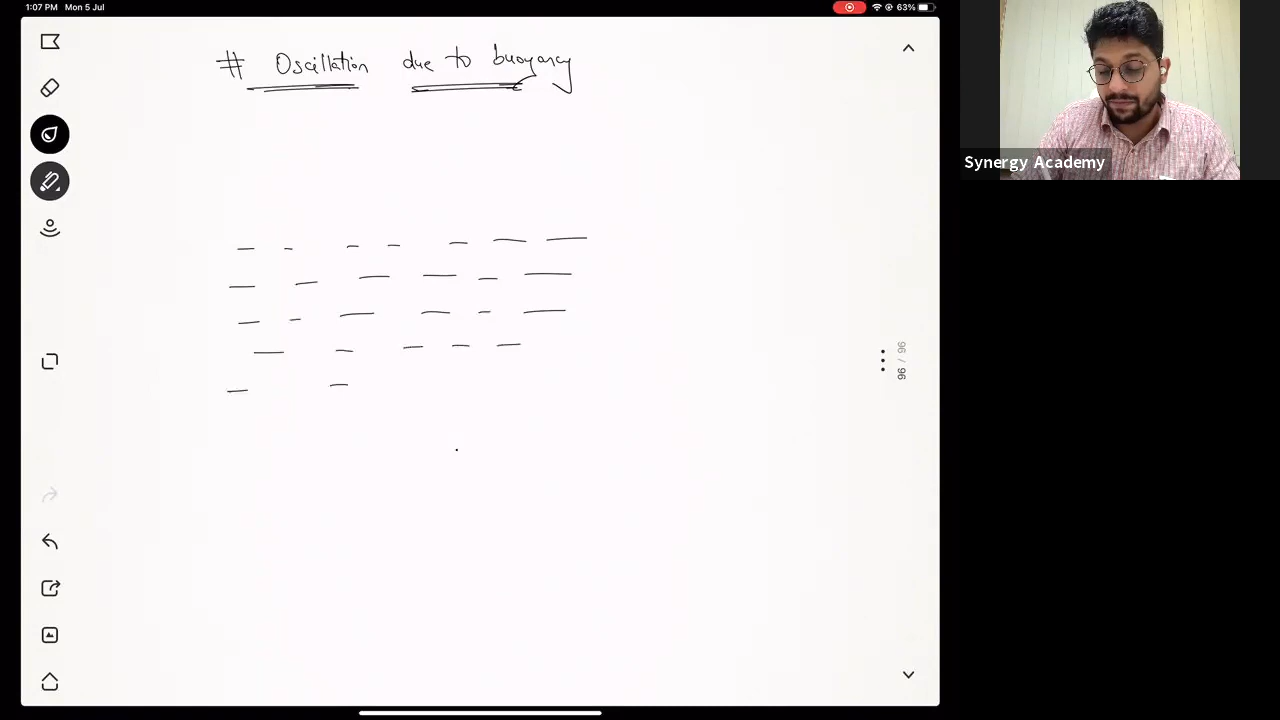 1:07 PM Mon 5 Jul
63%
# Oscillation due to buoyancy
Synergy Academy
96 / 96